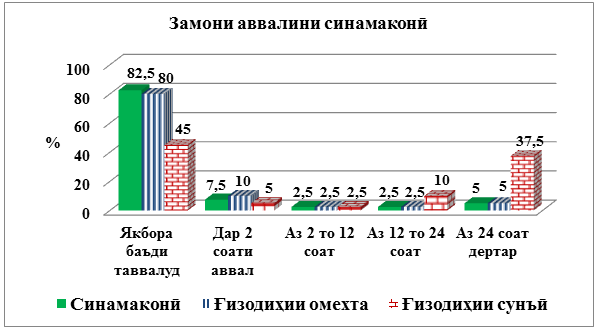 Замони аввалини синамаконӣ
100
80
60
40
20
0
%
82,5 80 45
7,5 10 5
2,5 2,5 2,5
2,5 2,5 10
5 5 37,5
Якбора
баъди
таввалуд
Дар 2
соати
аввал
Аз 2 то 12
соат
Аз 12 то 24
соат
Аз 24 соат
дертар
Синамаконӣ Ғизодиҳии омехта Ғизодиҳии сунъӣ